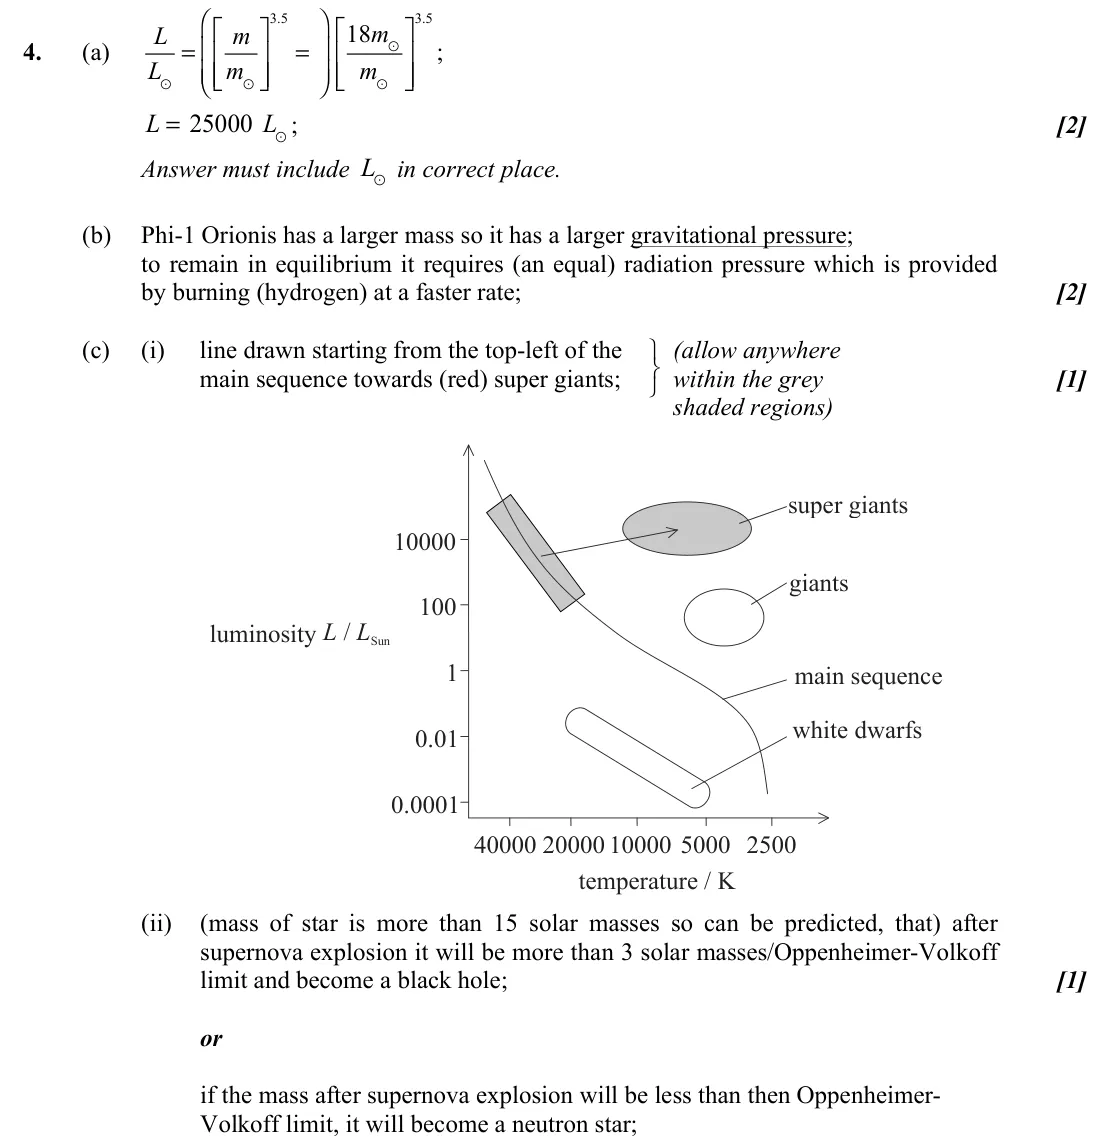 4. (a) L/L☉ = ([m/m☉]^3.5 = )[18m☉/m☉]^3.5 ;
L = 25000 L☉;   [2]
Answer must include L☉ in correct place.
(b) Phi-1 Orionis has a larger mass so it has a larger gravitational pressure;
to remain in equilibrium it requires (an equal) radiation pressure which is provided
by burning (hydrogen) at a faster rate;   [2]
(c) (i) line drawn starting from the top-left of the } (allow anywhere
main sequence towards (red) super giants; within the grey   [1]
shaded regions)
super giants
10000
giants
100
luminosity L / LSun
1
main sequence
white dwarfs
0.01
0.0001
40000 20000 10000 5000 2500
temperature / K
(ii) (mass of star is more than 15 solar masses so can be predicted, that) after
supernova explosion it will be more than 3 solar masses/Oppenheimer-Volkoff
limit and become a black hole;   [1]
or
if the mass after supernova explosion will be less than then Oppenheimer-
Volkoff limit, it will become a neutron star;